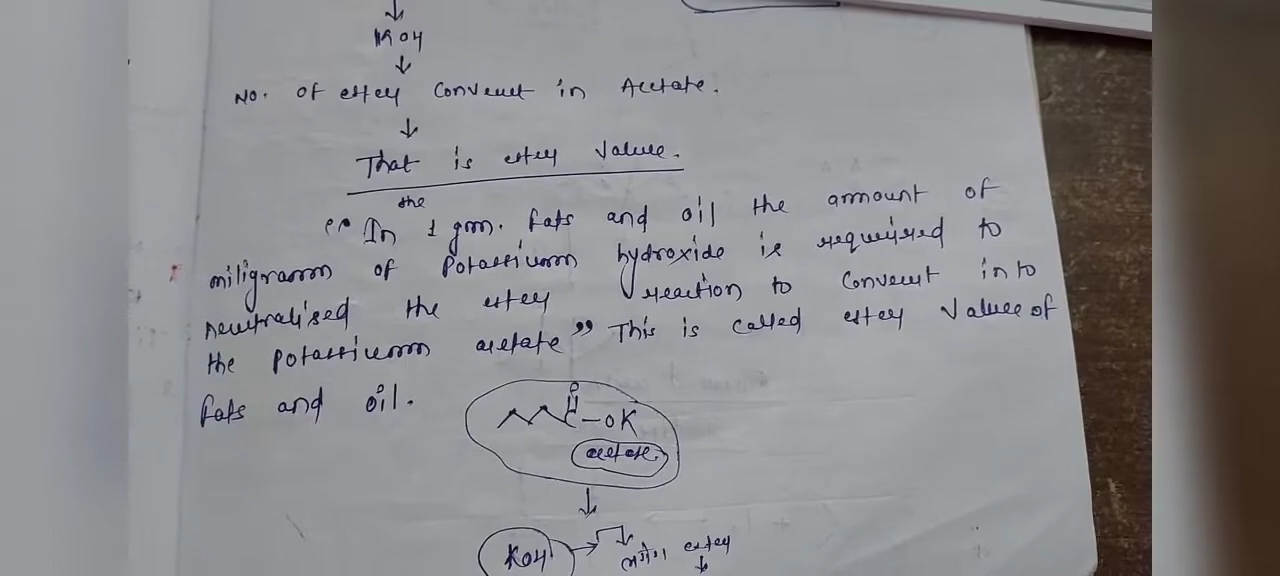 KOH
No. of ester Convert in Acetate.
That is ester Value.
the
"In 1 gm. fats and oil the amount of
miligram of Potassium hydroxide is required to
neutralised the ester reaction to Convert into
the Potassium acetate" This is called ester Value of
fats and oil.
O
C-OK
acetate.
KOH ester